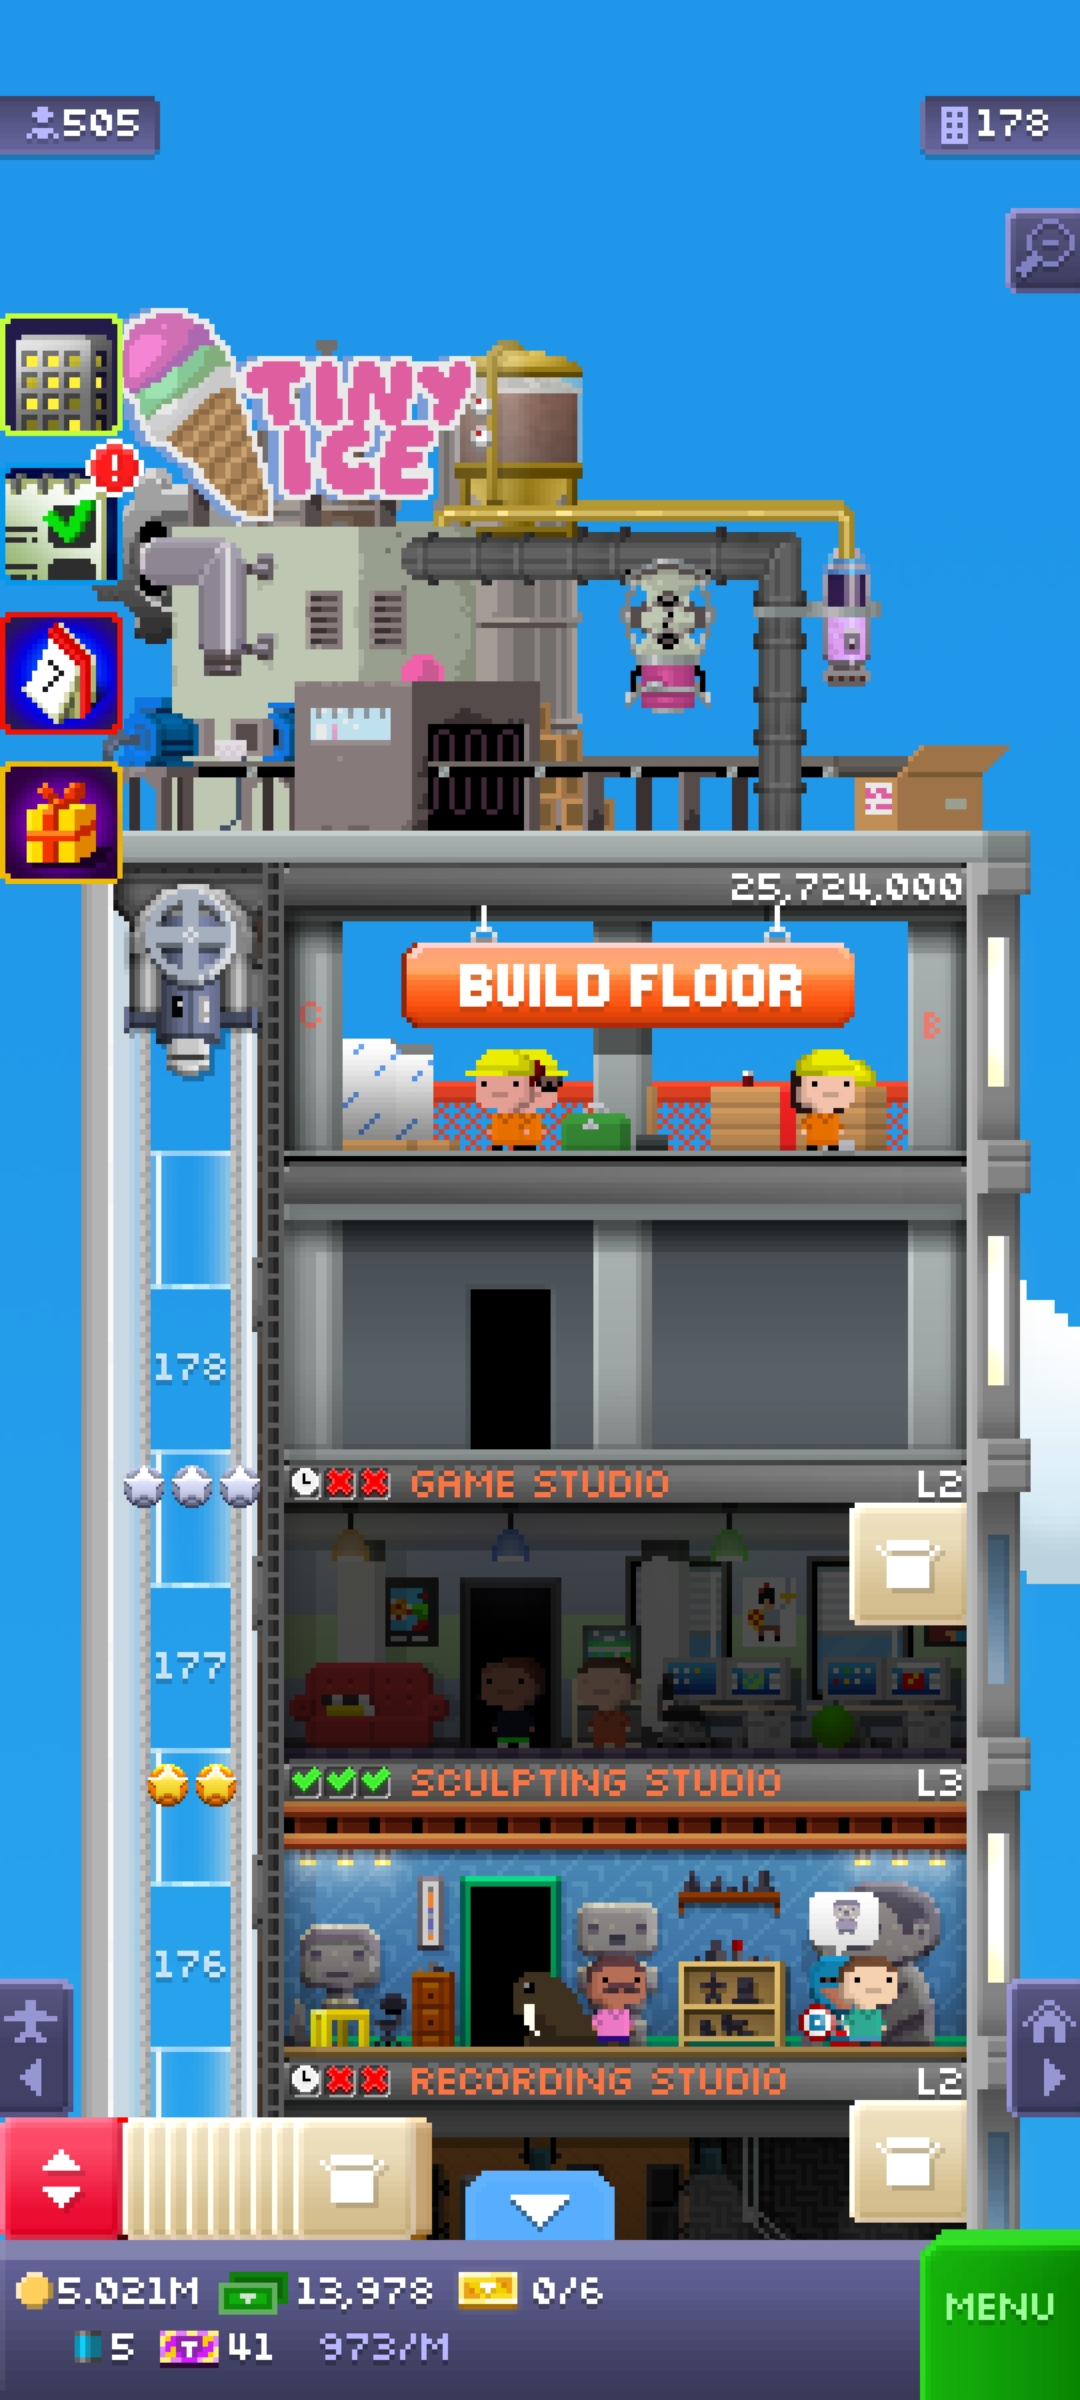 505
178
TINY
ICE
7
25,724,000
BUILD FLOOR
C
B
178
GAME STUDIO
L2
177
SCULPTING STUDIO
L3
176
RECORDING STUDIO
L2
5.021M
13,978
0/6
MENU
5
T
41
973/M